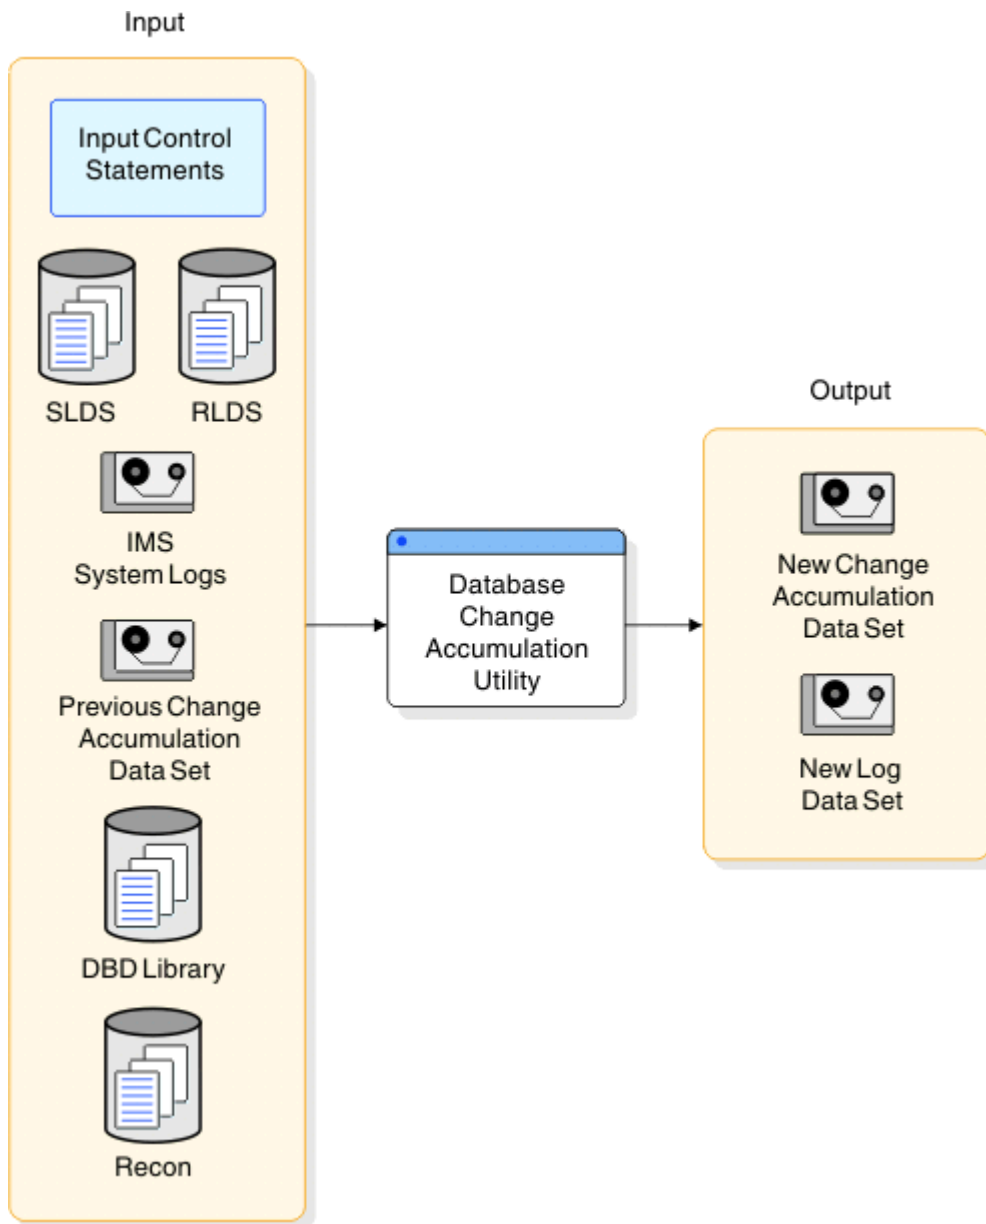 Input
Input Control
Statements
SLDS
RLDS
IMS
System Logs
Previous Change
Accumulation
Data Set
DBD Library
Recon
Database
Change
Accumulation
Utility
Output
New Change
Accumulation
Data Set
New Log
Data Set